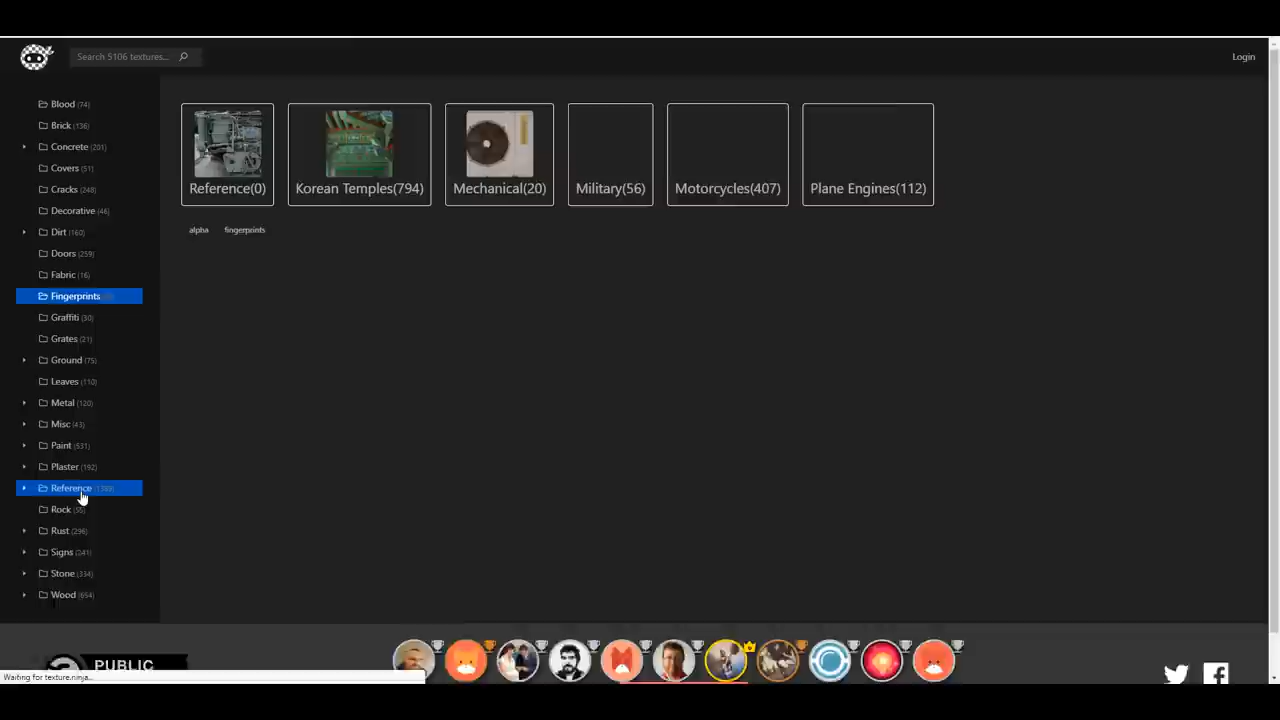 Search 5106 textures...
Login
Blood (74)
Brick (136)
Concrete (201)
Covers (51)
Cracks (248)
Decorative (46)
Dirt (160)
Doors (259)
Fabric (16)
Fingerprints
Graffiti (30)
Grates (21)
Ground (75)
Leaves (110)
Metal (120)
Misc (43)
Paint (531)
Plaster (192)
Reference
Rock
Rust (296)
Signs (241)
Stone (334)
Wood (654)
Reference(0)
Korean Temples(794)
Mechanical(20)
Military(56)
Motorcycles(407)
Plane Engines(112)
alpha fingerprints
PUBLIC
Waiting for texture.ninja...